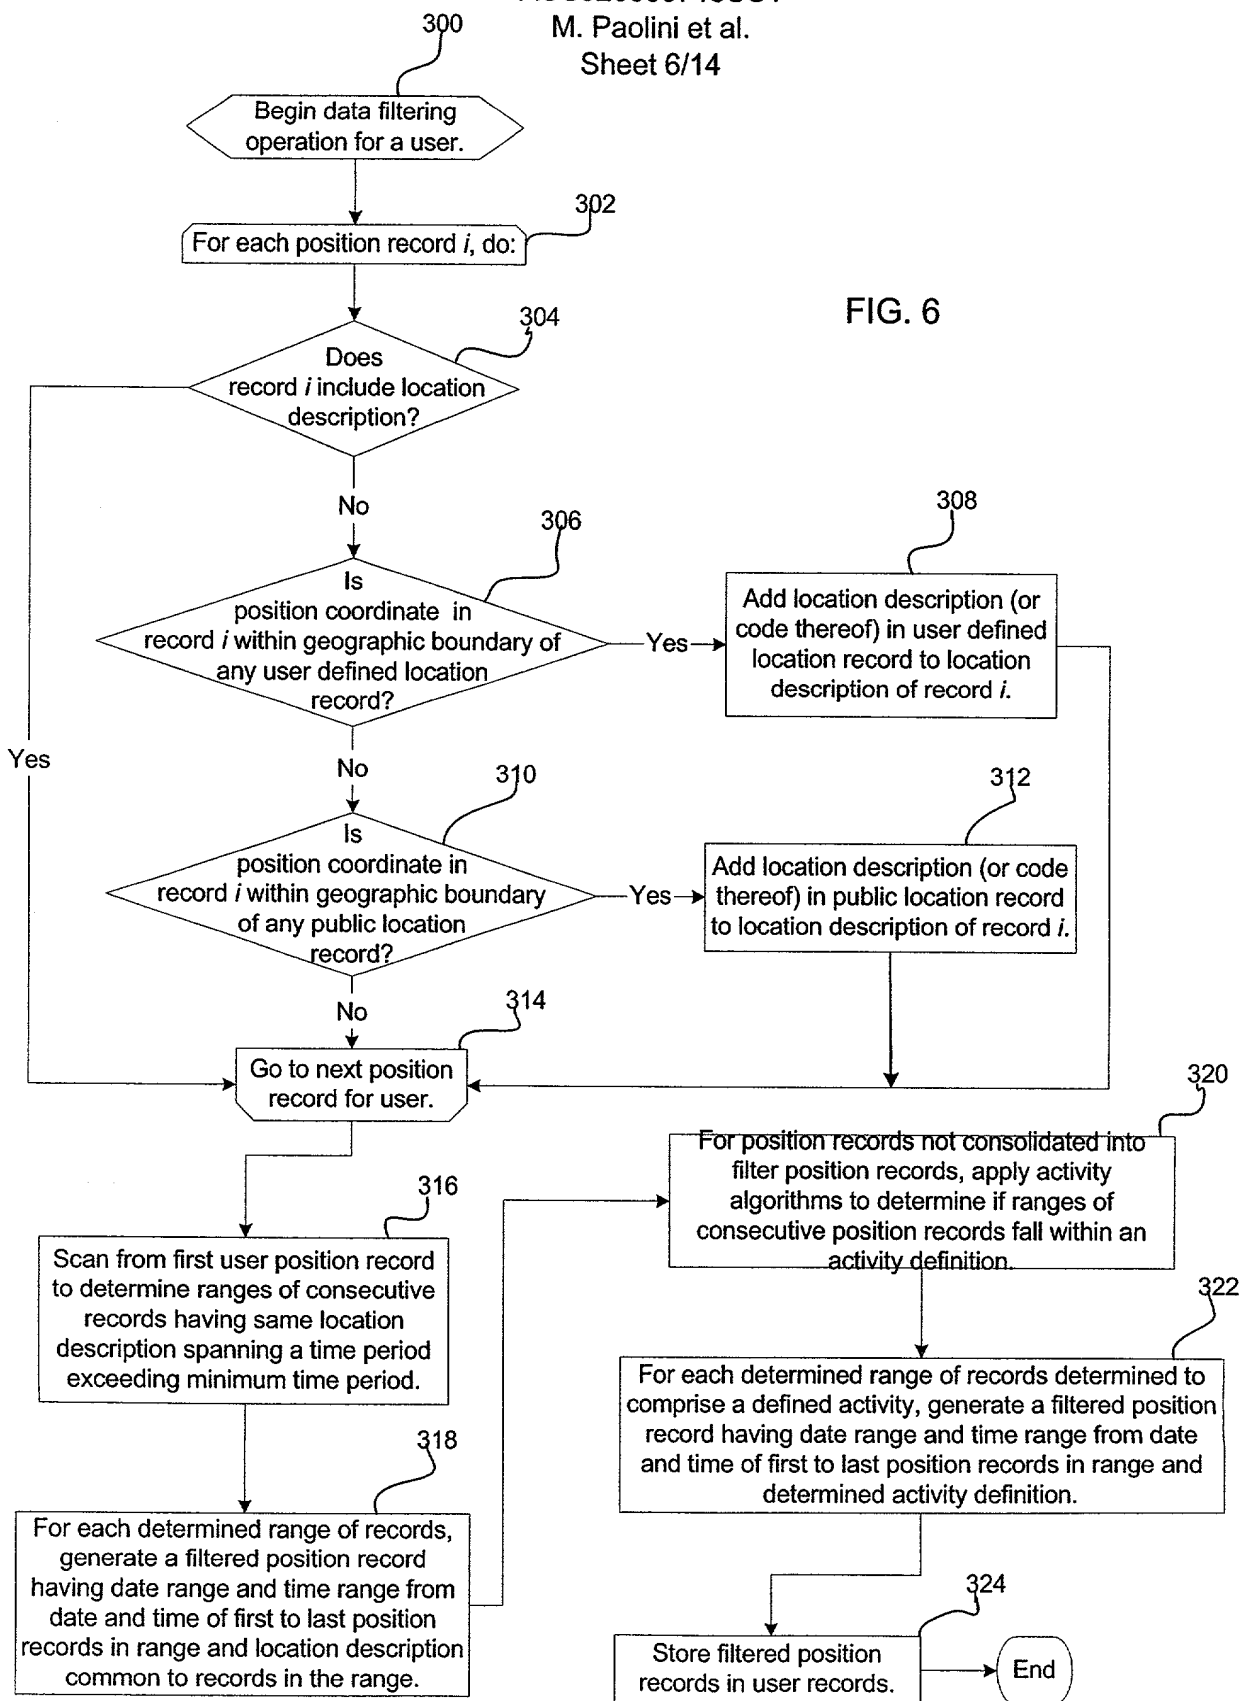 M. Paolini et al.
Sheet 6/14
300
Begin data filtering
operation for a user.
302
For each position record i, do:
FIG. 6
304
Does
record i include location
description?
No
306
Is
position coordinate in
record i within geographic boundary of
any user defined location
record?
Yes
308
Add location description (or
code thereof) in user defined
location record to location
description of record i.
Yes
No
310
Is
position coordinate in
record i within geographic boundary
of any public location
record?
Yes
312
Add location description (or code
thereof) in public location record
to location description of record i.
No
314
Go to next position
record for user.
316
Scan from first user position record
to determine ranges of consecutive
records having same location
description spanning a time period
exceeding minimum time period.
318
For each determined range of records,
generate a filtered position record
having date range and time range from
date and time of first to last position
records in range and location description
common to records in the range.
320
For position records not consolidated into
filter position records, apply activity
algorithms to determine if ranges of
consecutive position records fall within an
activity definition.
322
For each determined range of records determined to
comprise a defined activity, generate a filtered position
record having date range and time range from date
and time of first to last position records in range and
determined activity definition.
324
Store filtered position
records in user records.
End